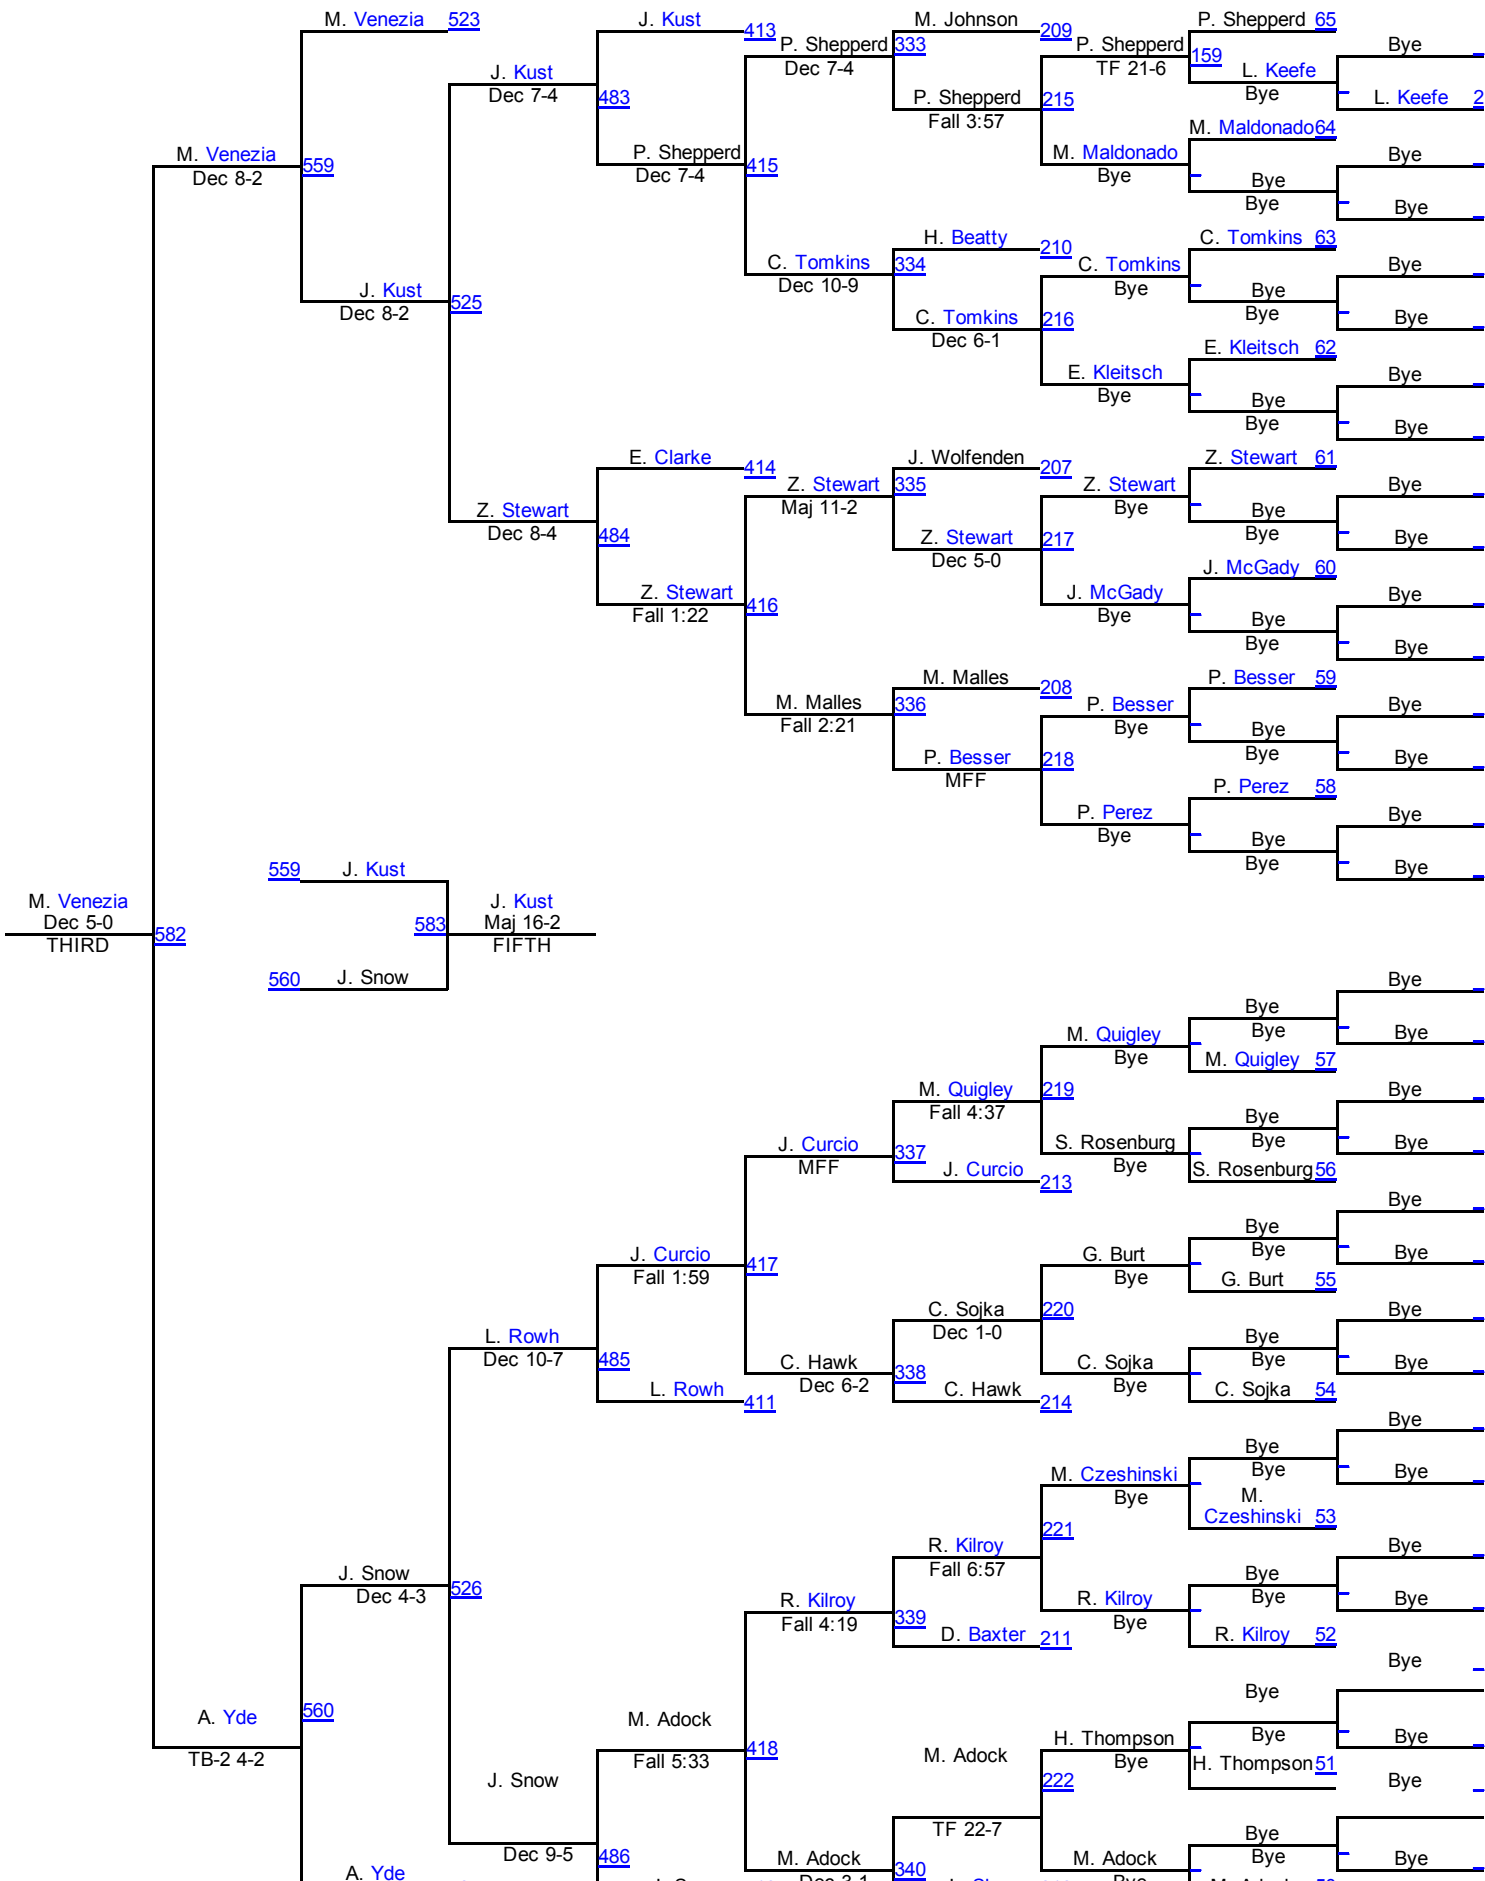 M. Venezia 523
J. Kust
413
M. Johnson
209
P. Shepperd 65
P. Shepperd 333
Dec 7-4
P. Shepperd
TF 21-6
159
Bye
L. Keefe
Bye
L. Keefe 2
J. Kust
Dec 7-4
483
P. Shepperd
Fall 3:57
215
M. Maldonado 64
M. Venezia
Dec 8-2
559
P. Shepperd
Dec 7-4
415
M. Maldonado
Bye
Bye
Bye
Bye
Bye
H. Beatty
210
C. Tomkins 63
C. Tomkins
Dec 10-9
334
C. Tomkins
Bye
Bye
Bye
Bye
Bye
J. Kust
Dec 8-2
525
C. Tomkins
Dec 6-1
216
E. Kleitsch 62
E. Kleitsch
Bye
Bye
Bye
Bye
Bye
E. Clarke
414
J. Wolfenden
207
Z. Stewart 61
Z. Stewart
Maj 11-2
335
Z. Stewart
Bye
Bye
Bye
Bye
Bye
Z. Stewart
Dec 8-4
484
Z. Stewart
Dec 5-0
217
J. McGady 60
Z. Stewart
Fall 1:22
416
J. McGady
Bye
Bye
Bye
Bye
Bye
M. Malles
208
P. Besser 59
M. Malles
Fall 2:21
336
P. Besser
Bye
Bye
Bye
Bye
Bye
P. Besser
MFF
218
P. Perez 58
P. Perez
Bye
Bye
Bye
Bye
Bye
559 J. Kust
M. Venezia
Dec 5-0
THIRD
582
583
J. Kust
Maj 16-2
FIFTH
560 J. Snow
Bye
Bye
Bye
Bye
M. Quigley
Bye
M. Quigley 57
M. Quigley
Fall 4:37
219
Bye
Bye
Bye
Bye
J. Curcio
MFF
337
J. Curcio
213
S. Rosenburg
Bye
S. Rosenburg 56
Bye
Bye
Bye
Bye
J. Curcio
Fall 1:59
417
G. Burt
Bye
G. Burt 55
C. Sojka
Dec 1-0
220
Bye
Bye
Bye
Bye
L. Rowh
Dec 10-7
485
C. Hawk
Dec 6-2
338
C. Sojka
Bye
C. Sojka 54
L. Rowh
411
C. Hawk
214
Bye
Bye
Bye
Bye
M. Czeshinski
Bye
M.
Czeshinski 53
221
R. Kilroy
Fall 6:57
Bye
Bye
Bye
Bye
J. Snow
Dec 4-3
526
R. Kilroy
Fall 4:19
339
R. Kilroy
Bye
D. Baxter 211
R. Kilroy 52
Bye
Bye
A. Yde
TB-2 4-2
560
M. Adock
Fall 5:33
418
M. Adock
H. Thompson
Bye
Bye
Bye
H. Thompson 51
J. Snow
222
Bye
TF 22-7
Dec 9-5
486
M. Adock
340
M. Adock
Bye
Bye
Bye
A. Yde